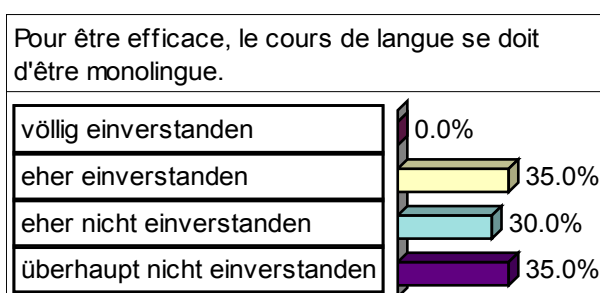 Pour être efficace, le cours de langue se doit
d'être monolingue.
völlig einverstanden 0.0%
eher einverstanden 35.0%
eher nicht einverstanden 30.0%
überhaupt nicht einverstanden 35.0%